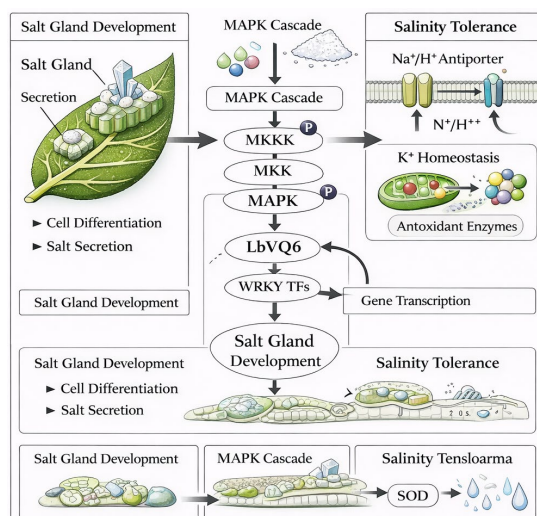 Salt Gland Development
Salt Gland
Secretion
► Cell Differentiation
► Salt Secretion
Salt Gland Development
MAPK Cascade
MAPK Cascade
P
MKKK
MKK
P
MAPK
LbVQ6
WRKY TFs
Gene Transcription
Salt Gland
Development
Salinity Tolerance
Na⁺/H⁺ Antiporter
N⁺/H⁺⁺
K⁺ Homeostasis
Antoxidant Enzymes
Salt Gland Development
► Cell Differentiation
► Salt Secretion
Salinity Tolerance
Salt Gland Development
MAPK Cascade
Salinity Tensloarma
SOD